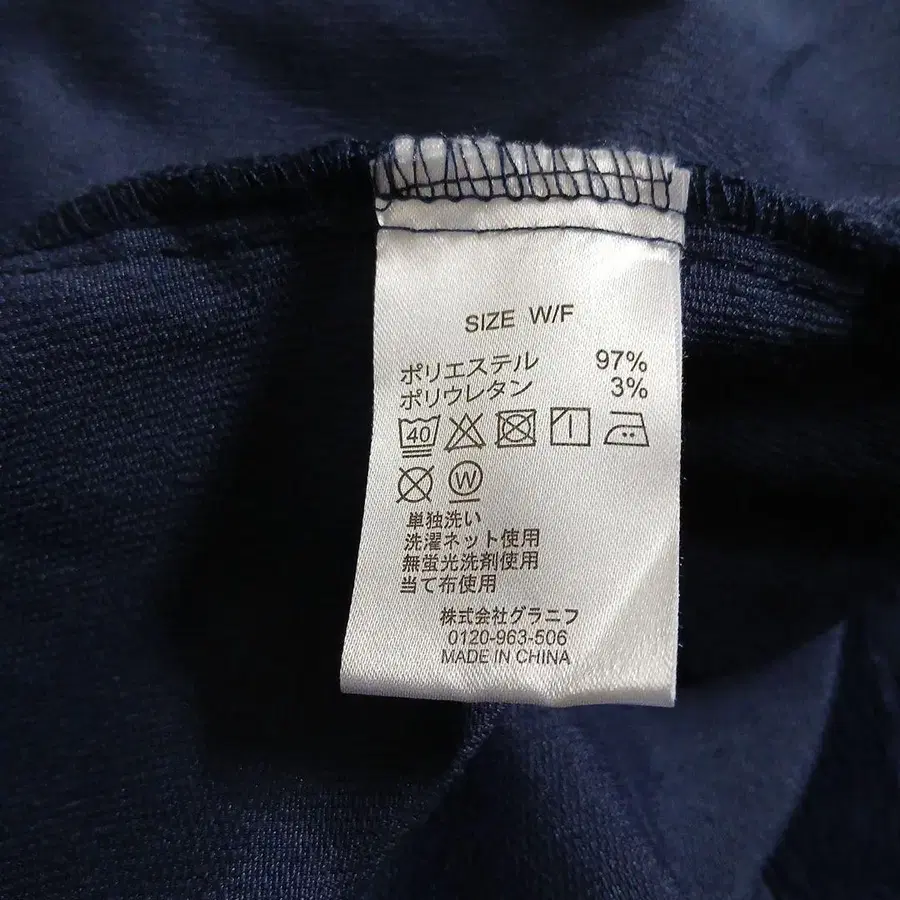 SIZE W/F
ポリエステル 97%
ポリウレタン 3%
40
W
単独洗い
洗濯ネット使用
無蛍光洗剤使用
当て布使用
株式会社グラニフ
0120-963-506
MADE IN CHINA